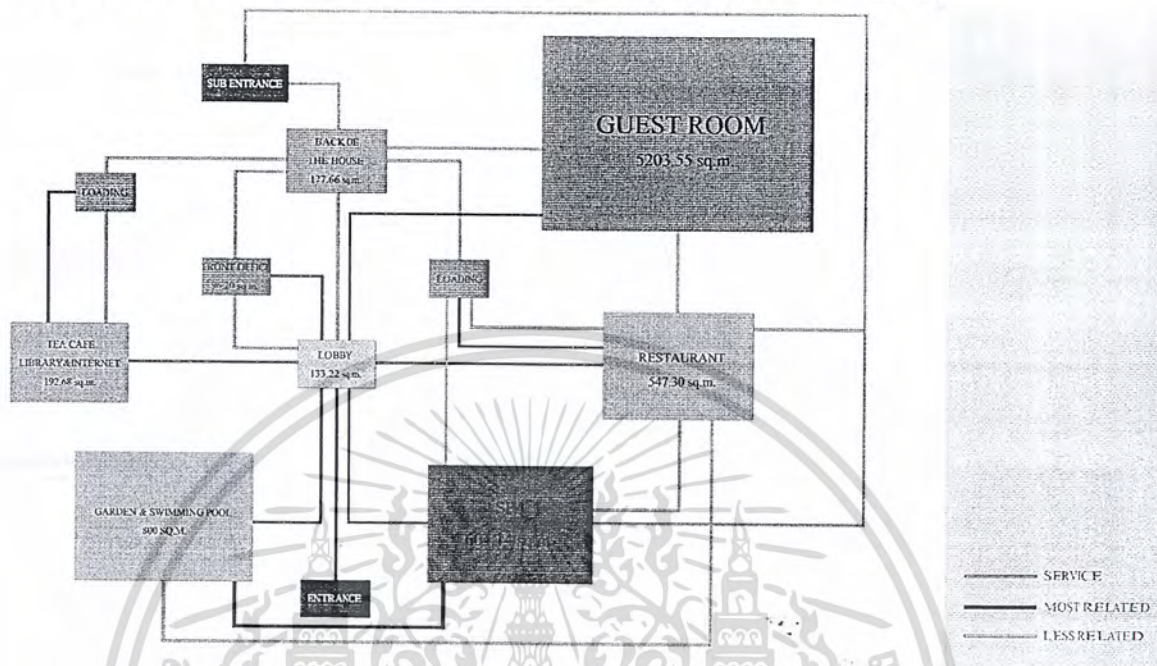 SUB ENTRANCE
GUEST ROOM
5203.55 sq.m.
BACK OF
THE HOUSE
177.66 sq.m.
LOADING
FRONT OFFICE
LOADING
TEA CAFE
LIBRARY&INTERNET
192.68 sq.m.
LOBBY
133.22 sq.m.
RESTAURANT
547.30 sq.m.
GARDEN & SWIMMING POOL
800 SQ.M.
ENTRANCE
SERVICE
MOST RELATED
LESS RELATED